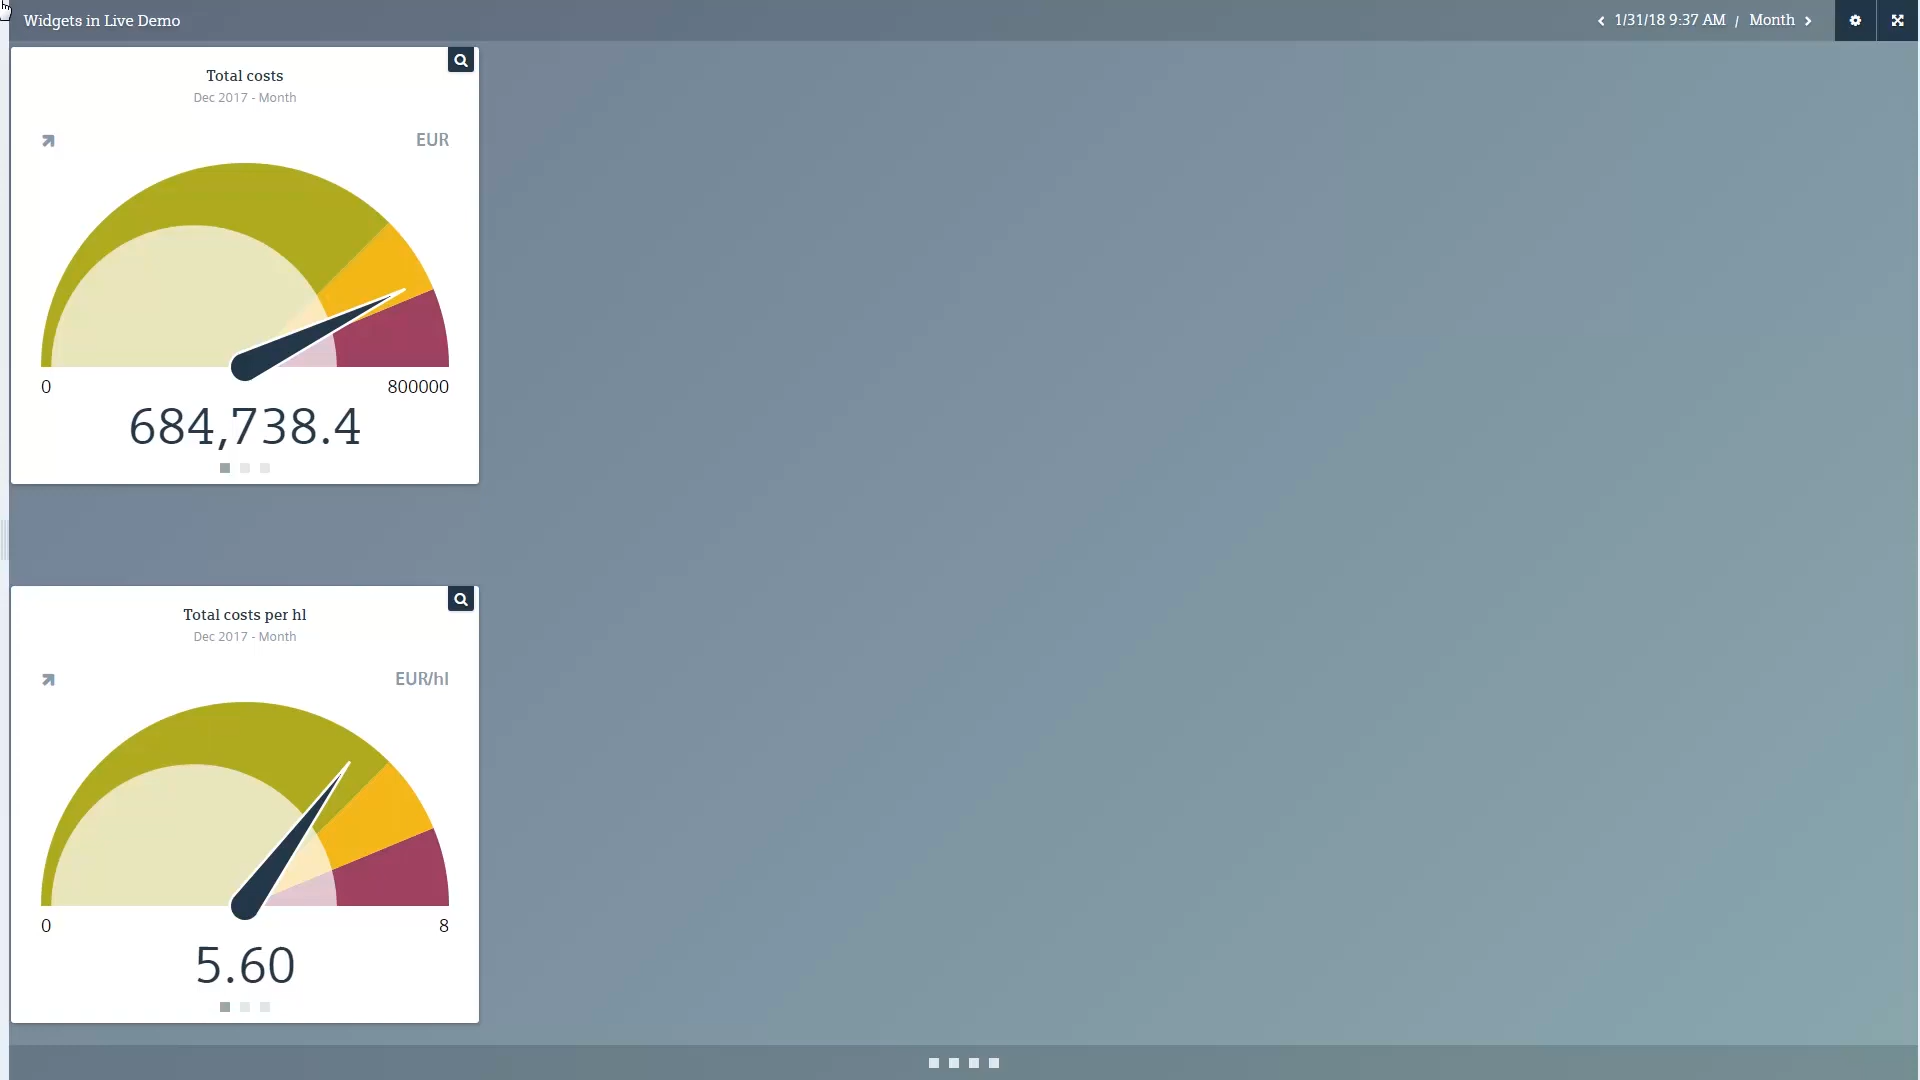 Widgets in Live Demo
1/31/18 9:37 AM / Month
Total costs
Dec 2017 - Month
EUR
0
800000
684,738.4
Total costs per hl
Dec 2017 - Month
EUR/hl
0
8
5.60